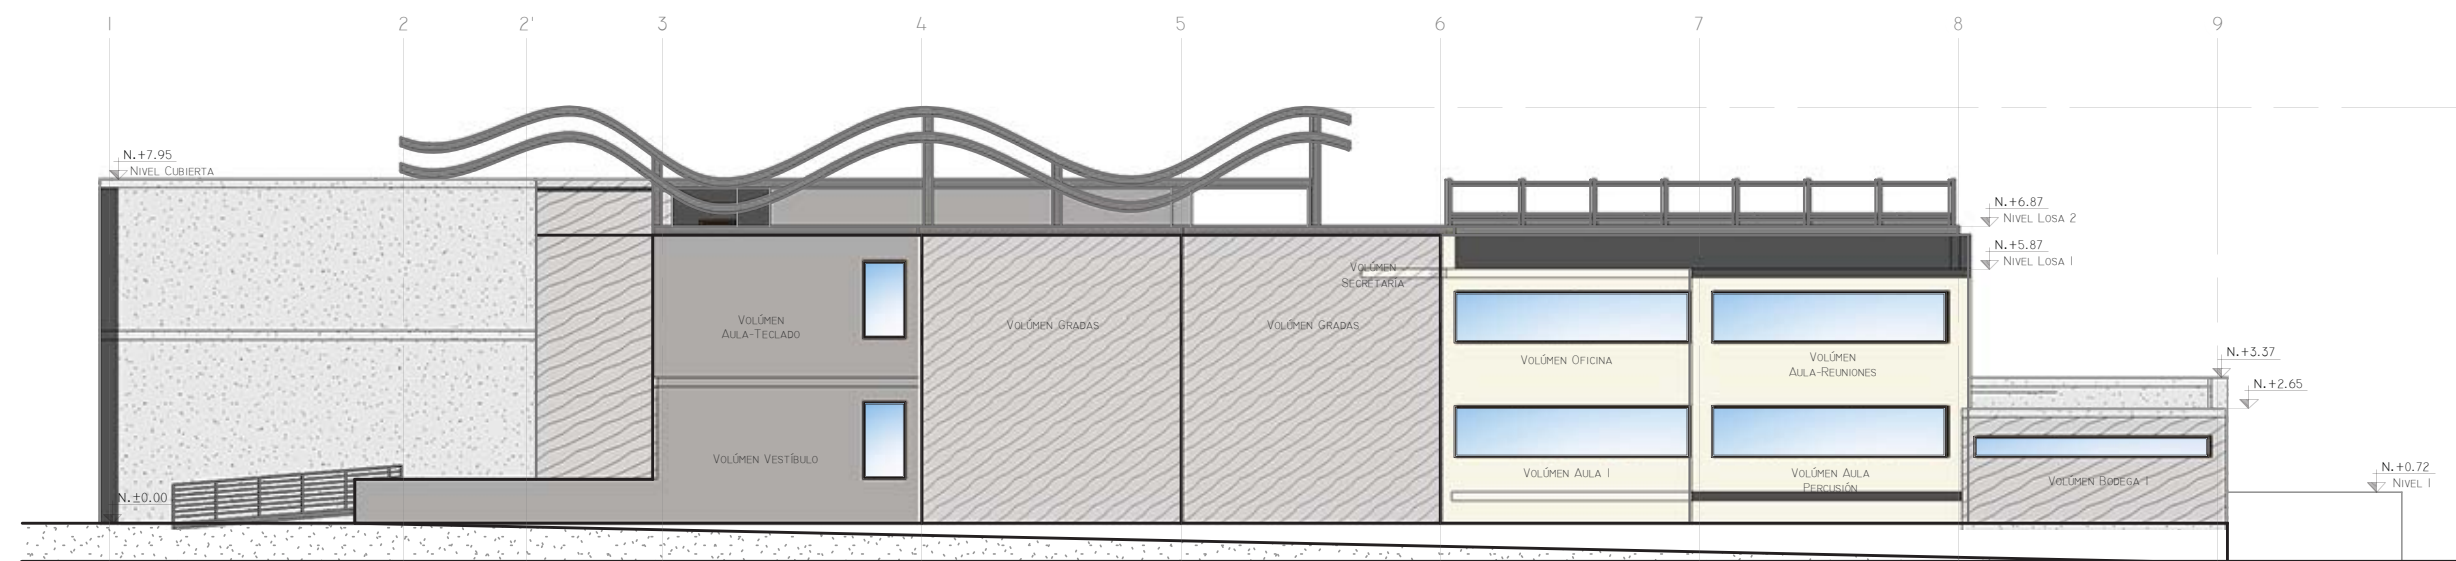 1 2 2' 3 4 5 6 7 8 9
N.+7.95
NIVEL CUBIERTA
N.+6.87
NIVEL LOSA 2
N.+5.87
NIVEL LOSA 1
VOLÚMEN
SECRETARÍA
VOLÚMEN
AULA-TECLADO
VOLÚMEN GRADAS
VOLÚMEN GRADAS
VOLÚMEN OFICINA
VOLÚMEN
AULA-REUNIONES
N.+3.37
N.+2.65
VOLÚMEN VESTÍBULO
VOLÚMEN AULA 1
VOLÚMEN AULA
PERCUSIÓN
VOLÚMEN BODEGA 1
N.+0.72
NIVEL 1
N.±0.00